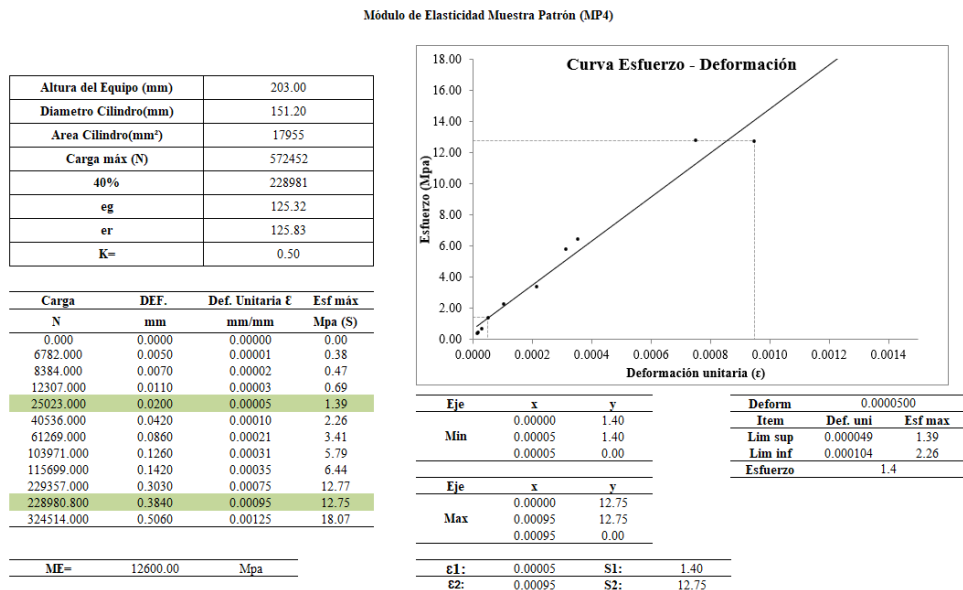 Módulo de Elasticidad Muestra Patrón (MP4)
Altura del Equipo (mm) 203.00
Diametro Cilindro(mm) 151.20
Area Cilindro(mm²) 17955
Carga máx (N) 572452
40% 228981
eg 125.32
er 125.83
K= 0.50
Carga DEF. Def. Unitaria Ɛ Esf máx
N mm mm/mm Mpa (S)
0.000 0.0000 0.00000 0.00
6782.000 0.0050 0.00001 0.38
8384.000 0.0070 0.00002 0.47
12307.000 0.0110 0.00003 0.69
25023.000 0.0200 0.00005 1.39
40536.000 0.0420 0.00010 2.26
61269.000 0.0860 0.00021 3.41
103971.000 0.1260 0.00031 5.79
115699.000 0.1420 0.00035 6.44
229357.000 0.3030 0.00075 12.77
228980.800 0.3840 0.00095 12.75
324514.000 0.5060 0.00125 18.07
ME= 12600.00 Mpa
Curva Esfuerzo - Deformación
Esfuerzo (Mpa)
18.00
16.00
14.00
12.00
10.00
8.00
6.00
4.00
2.00
0.00
0.0000 0.0002 0.0004 0.0006 0.0008 0.0010 0.0012 0.0014
Deformación unitaria (ε)
Eje x y
0.00000 1.40
Min 0.00005 1.40
0.00005 0.00
Eje x y
0.00000 12.75
Max 0.00095 12.75
0.00095 0.00
Deform 0.0000500
Item Def. uni Esf max
Lim sup 0.000049 1.39
Lim inf 0.000104 2.26
Esfuerzo 1.4
ε1: 0.00005 S1: 1.40
ε2: 0.00095 S2: 12.75